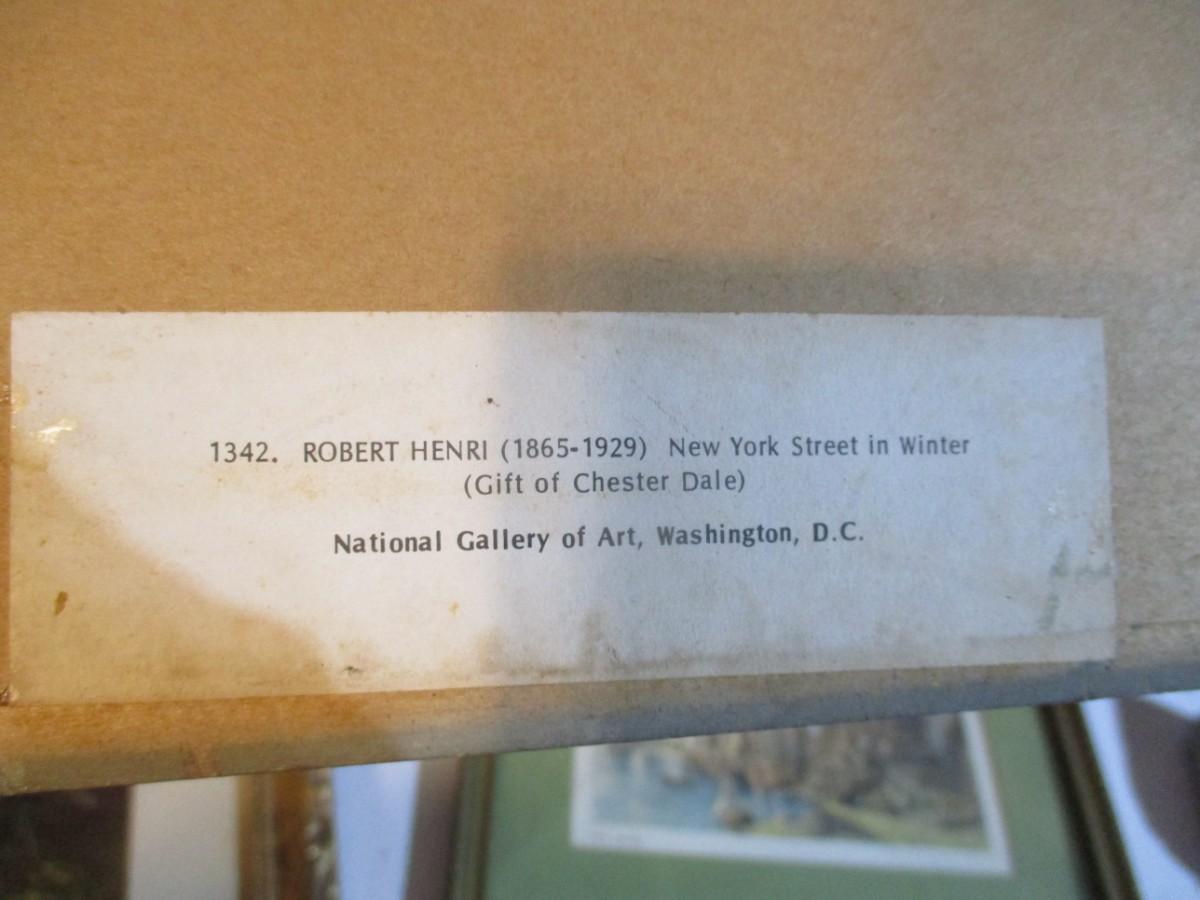 1342. ROBERT HENRI (1865-1929) New York Street in Winter
(Gift of Chester Dale)
National Gallery of Art, Washington, D.C.